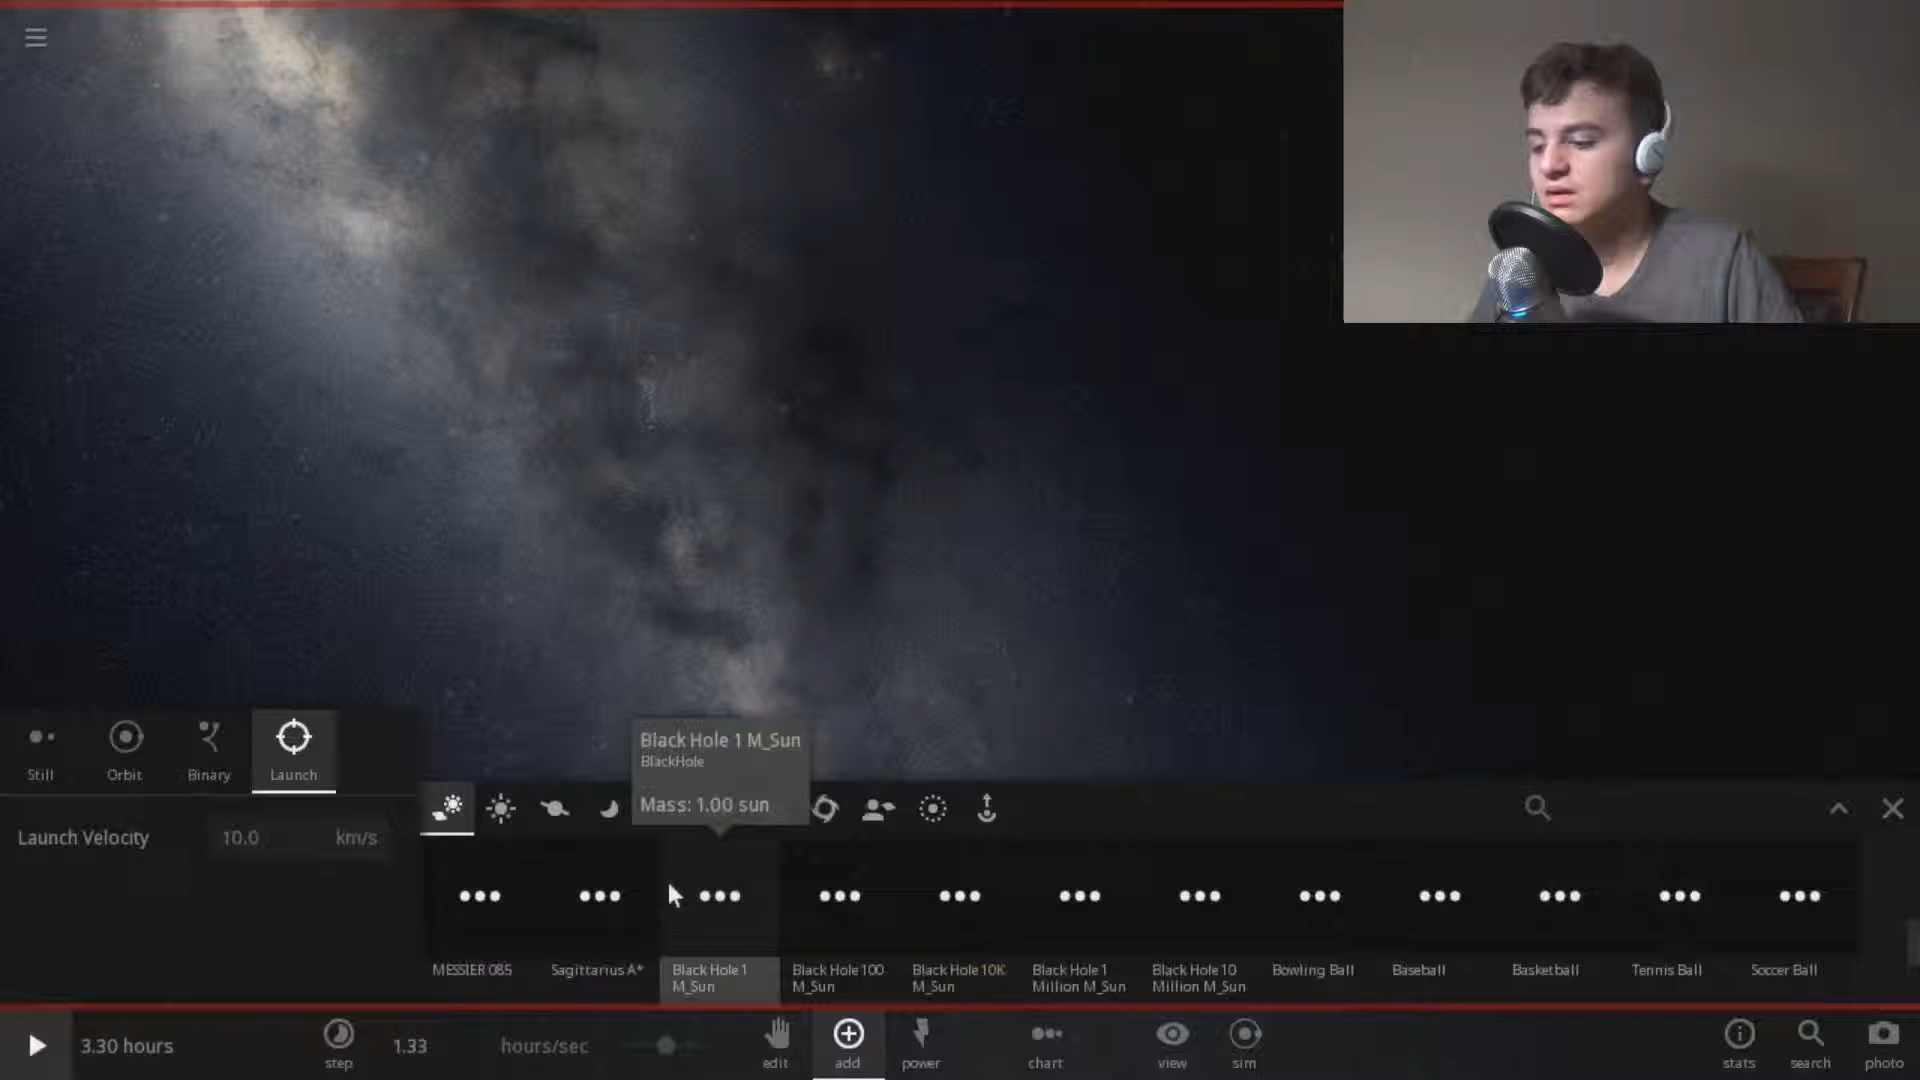 Black Hole 1 M_Sun
BlackHole
Mass: 1.00 sun
Still
Orbit
Binary
Launch
Launch Velocity
10.0
km/s
MESSIER 085
Sagittarius A*
Black Hole 1
M_Sun
Black Hole 100
M_Sun
Black Hole 10K
M_Sun
Black Hole 1
Million M_Sun
Black Hole 10
Million M_Sun
Bowling Ball
Baseball
Basketball
Tennis Ball
Soccer Ball
3.30 hours
step
1.33
hours/sec
edit
add
power
chart
view
sim
stats
search
photo